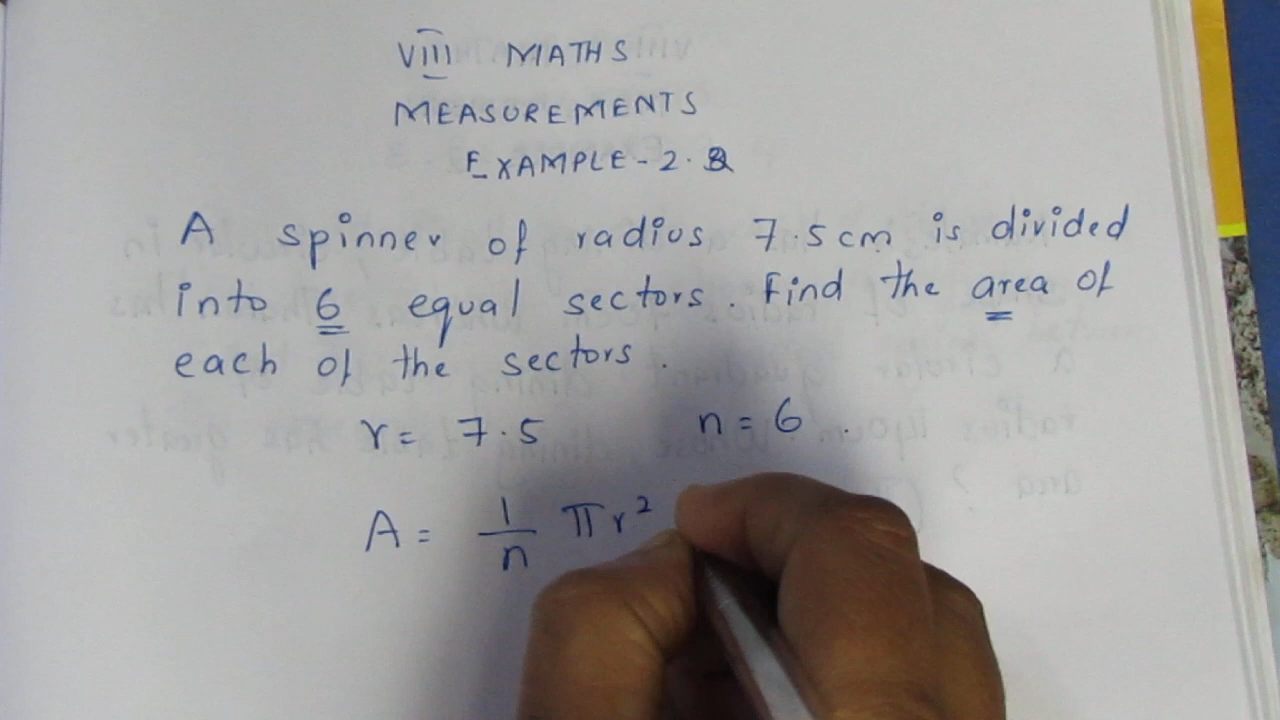 VIII MATHS
MEASUREMENTS
EXAMPLE - 2.
A spinner of radius 7.5 cm is divided
into 6 equal sectors. Find the area of
each of the sectors.
r = 7.5 n = 6.
A = 1/n πr²